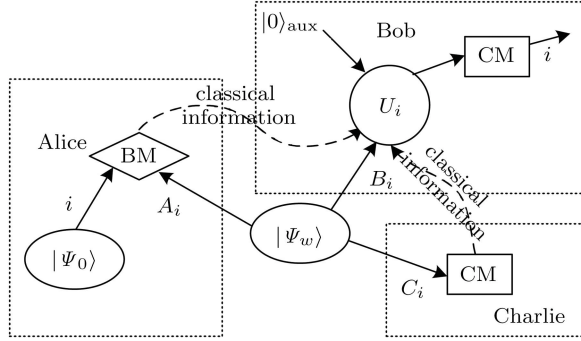 |0⟩aux
Bob
CM
i
U_i
classical
information
Alice
BM
i
A_i
B_i
classical
information
|Ψ_0⟩
|Ψ_w⟩
C_i
CM
Charlie